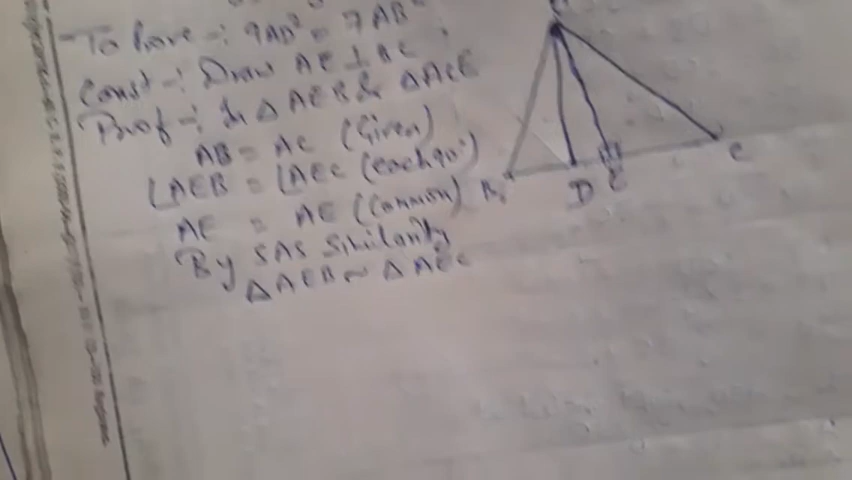 To Prove -: 9AD² = 7AB²
Const -: Draw AE ⊥ BC
Proof -: In △AEB & △AEC
AB = AC (Given)
∠AEB = ∠AEC (each 90°)
AE = AE (Common)
By SAS Similarity
△AEB ~ △AEC
B
D
E
C